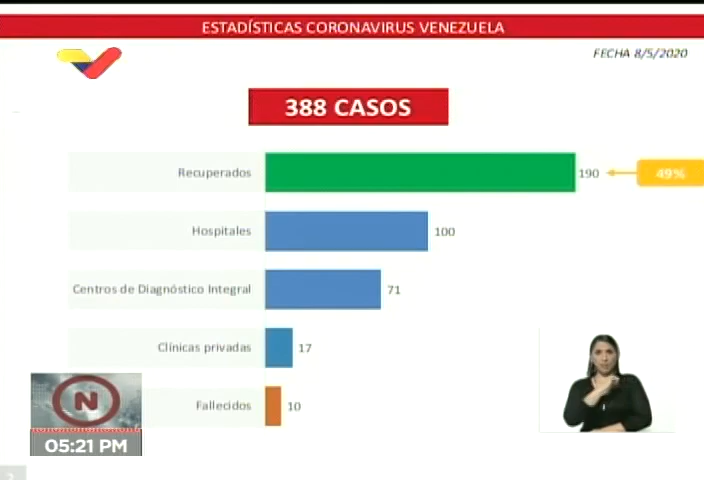 ESTADÍSTICAS CORONAVIRUS VENEZUELA
FECHA 8/5/2020
388 CASOS
Recuperados 190 49%
Hospitales 100
Centros de Diagnóstico Integral 71
Clínicas privadas 17
Fallecidos 10
N
05:21 PM
2